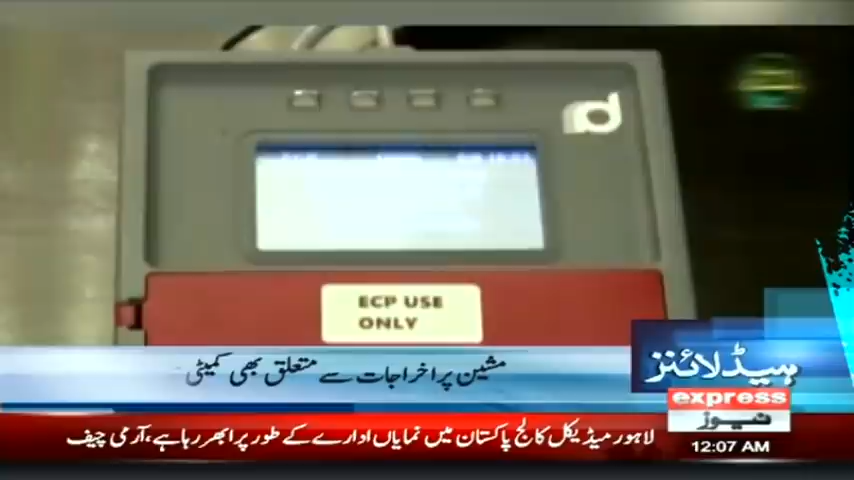 ECP USE
ONLY
مشین پر اخراجات سے متعلق بھی کمیٹی
ہیڈلائنز
express
نیوز
لاہور میڈیکل کالج پاکستان میں نمایاں ادارے کے طور پر ابھر رہا ہے، آرمی چیف
12:07 AM